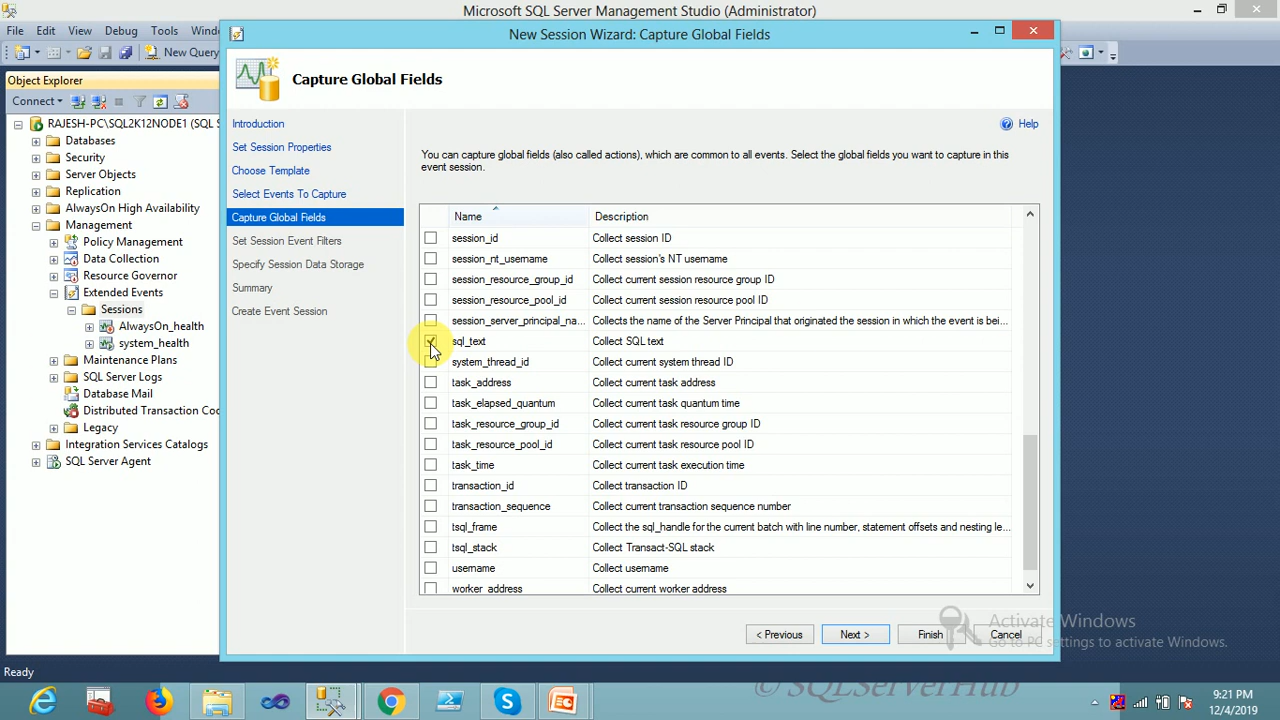 Microsoft SQL Server Management Studio (Administrator)
File Edit View Debug Tools Wind
New Session Wizard: Capture Global Fields
New Query
Object Explorer
Connect
RAJESH-PC\SQL2K12NODE1 (SQL S
Databases
Security
Server Objects
Replication
AlwaysOn High Availability
Management
Policy Management
Data Collection
Resource Governor
Extended Events
Sessions
AlwaysOn_health
system_health
Maintenance Plans
SQL Server Logs
Database Mail
Distributed Transaction Coo
Legacy
Integration Services Catalogs
SQL Server Agent
Capture Global Fields
Introduction
Set Session Properties
Choose Template
Select Events To Capture
Capture Global Fields
Set Session Event Filters
Specify Session Data Storage
Summary
Create Event Session
Help
You can capture global fields (also called actions), which are common to all events. Select the global fields you want to capture in this
event session.
Name Description
session_id Collect session ID
session_nt_username Collect session's NT username
session_resource_group_id Collect current session resource group ID
session_resource_pool_id Collect current session resource pool ID
session_server_principal_na... Collects the name of the Server Principal that originated the session in which the event is bei...
sql_text Collect SQL text
system_thread_id Collect current system thread ID
task_address Collect current task address
task_elapsed_quantum Collect current task quantum time
task_resource_group_id Collect current task resource group ID
task_resource_pool_id Collect current task resource pool ID
task_time Collect current task execution time
transaction_id Collect transaction ID
transaction_sequence Collect current transaction sequence number
tsql_frame Collect the sql_handle for the current batch with line number, statement offsets and nesting le...
tsql_stack Collect Transact-SQL stack
username Collect username
worker_address Collect current worker address
< Previous Next > Finish Cancel
Activate Windows
Go to PC settings to activate Windows.
Ready
© SQLServerHub
9:21 PM
12/4/2019